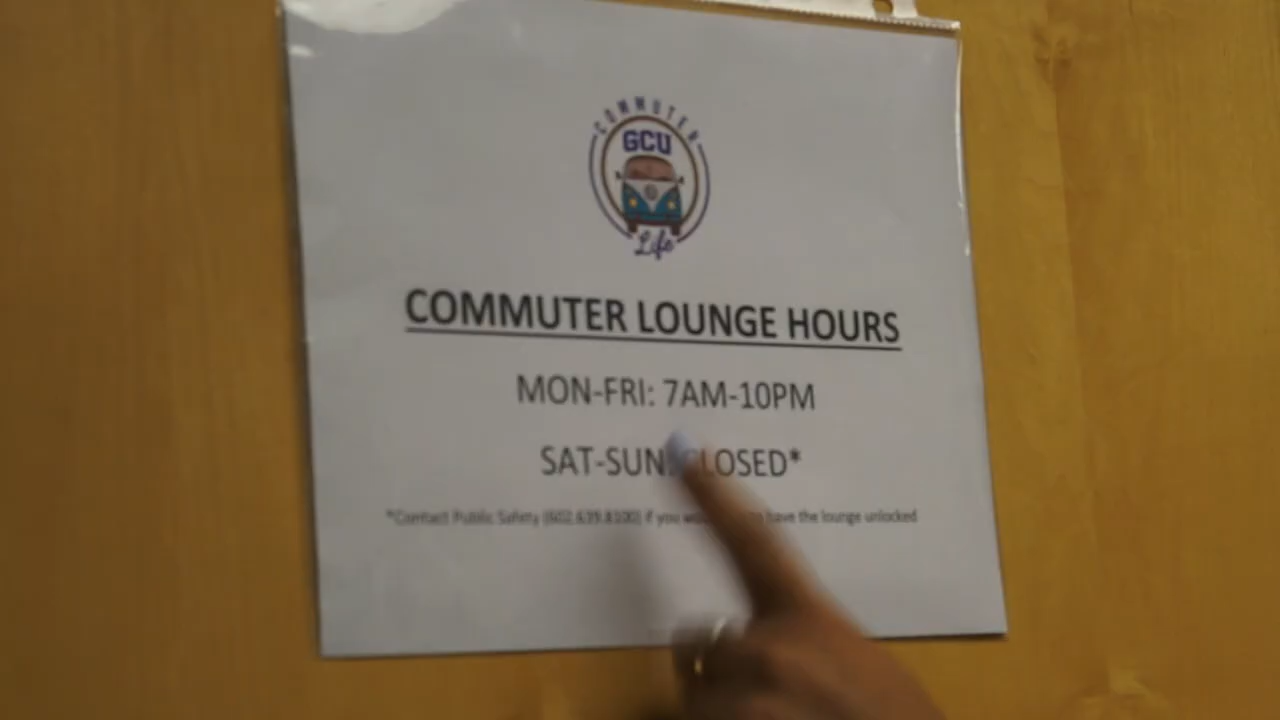 COMMUTER
GCU
Life
COMMUTER LOUNGE HOURS
MON-FRI: 7AM-10PM
SAT-SUN: CLOSED*
*Contact Public Safety (602.639.8100) if you to have the lounge unlocked